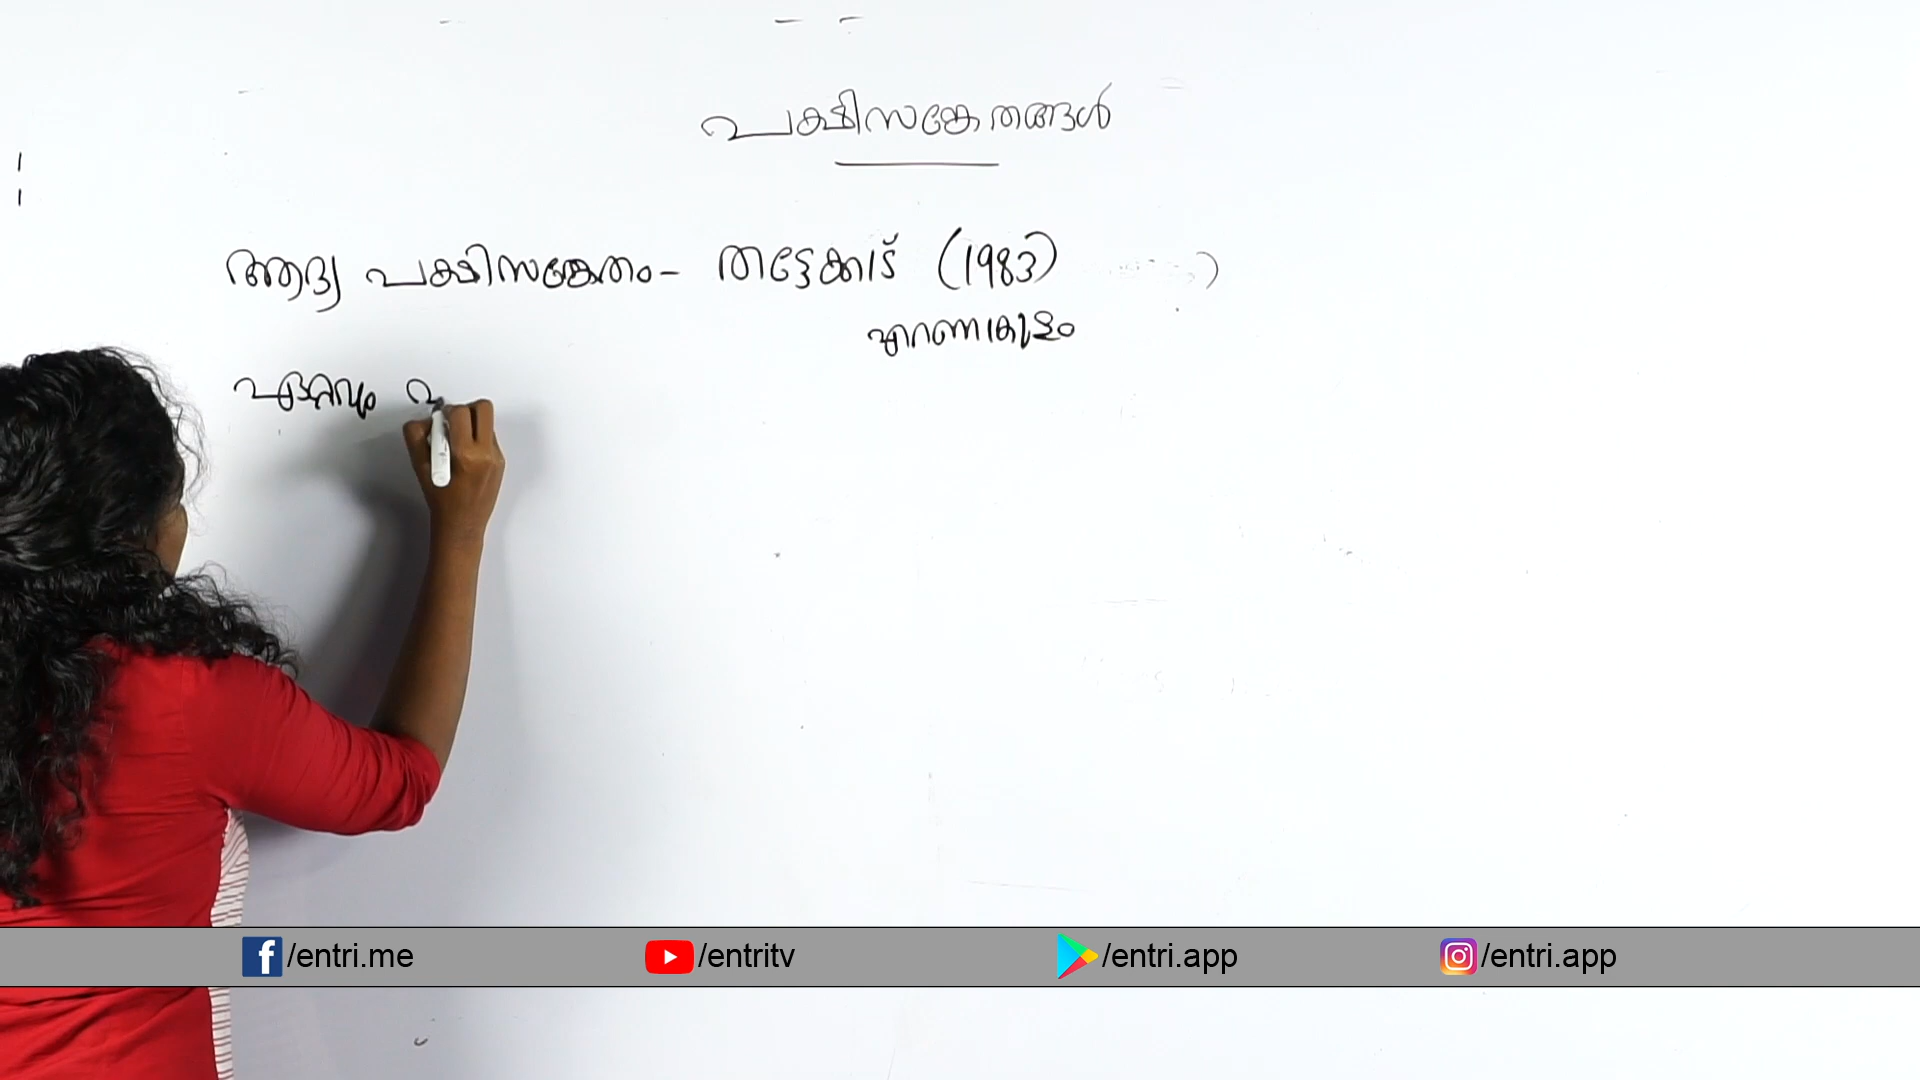 പക്ഷിസങ്കേതങ്ങൾ
ആദ്യ പക്ഷിസങ്കേതം - തട്ടേക്കാട് (1983)
എറണാകുളം
ഏറ്റവും
/entri.me /entritv /entri.app /entri.app